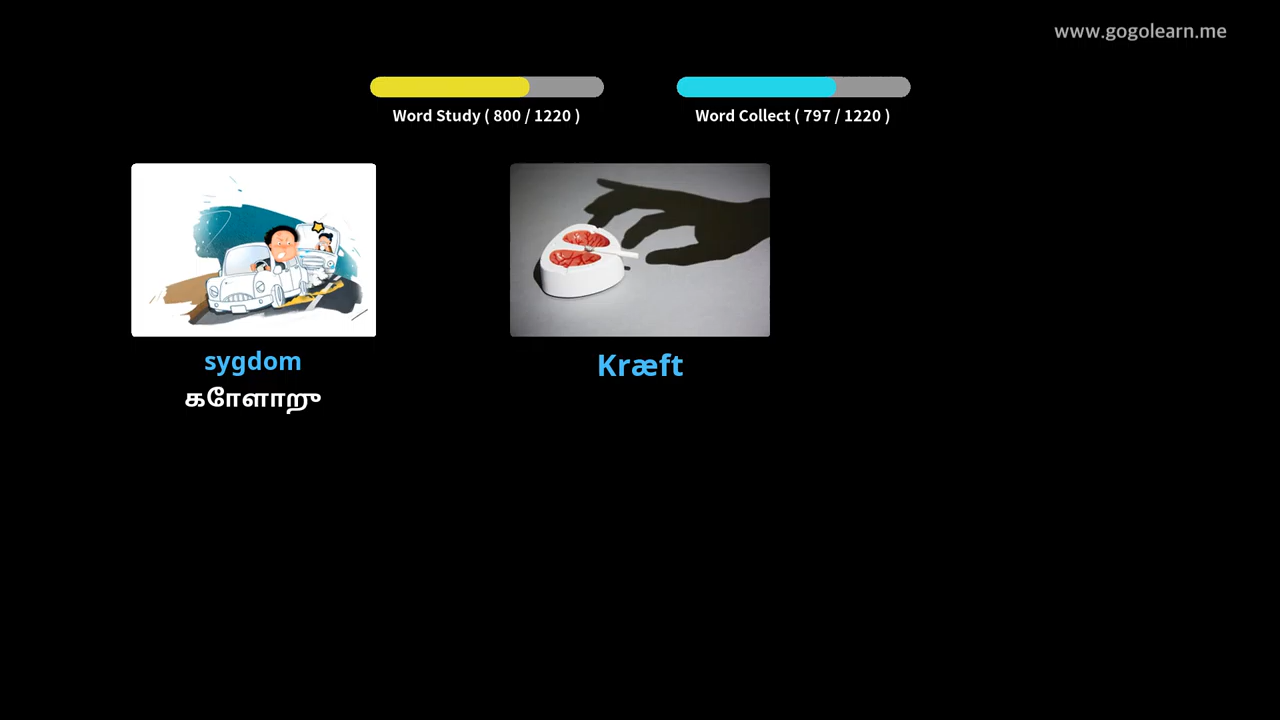 www.gogolearn.me
Word Study ( 800 / 1220 )
Word Collect ( 797 / 1220 )
sygdom
கோளாறு
Kræft